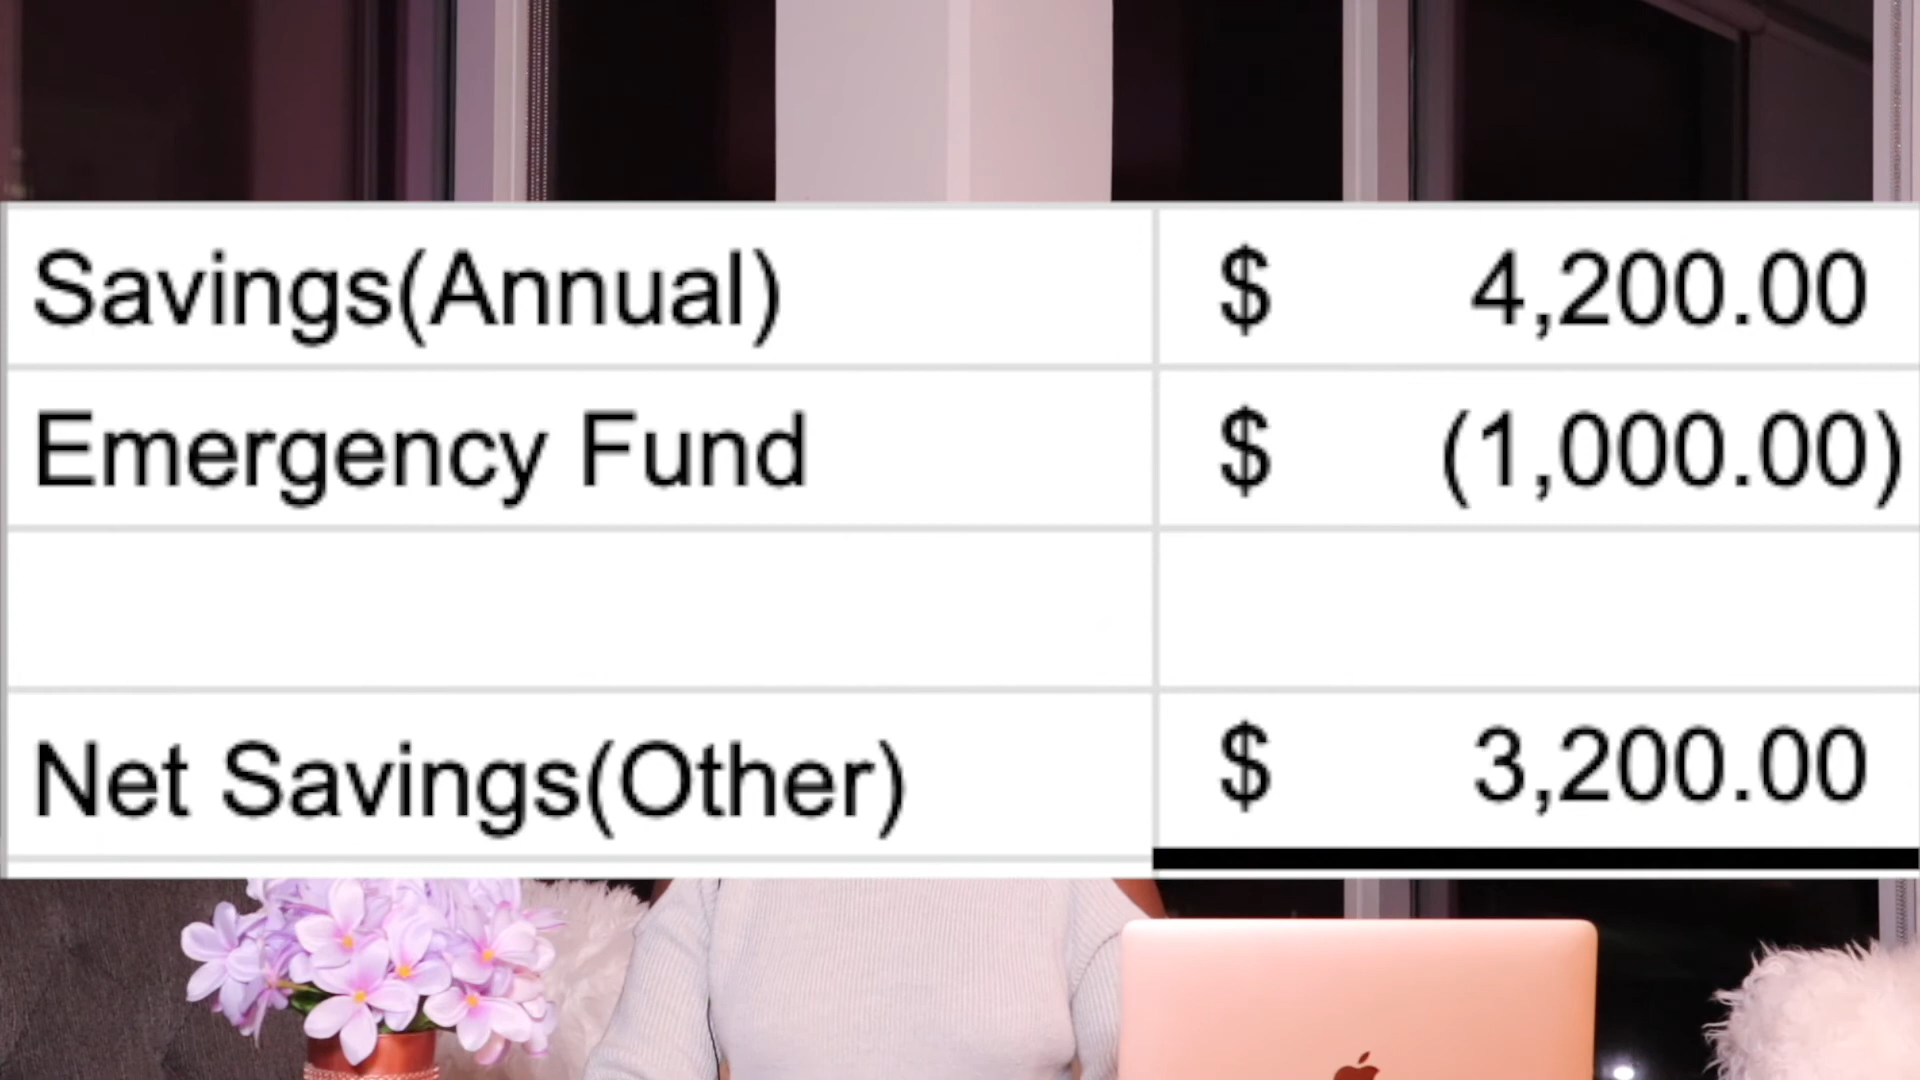 Savings(Annual) $ 4,200.00
Emergency Fund $ (1,000.00)
Net Savings(Other) $ 3,200.00